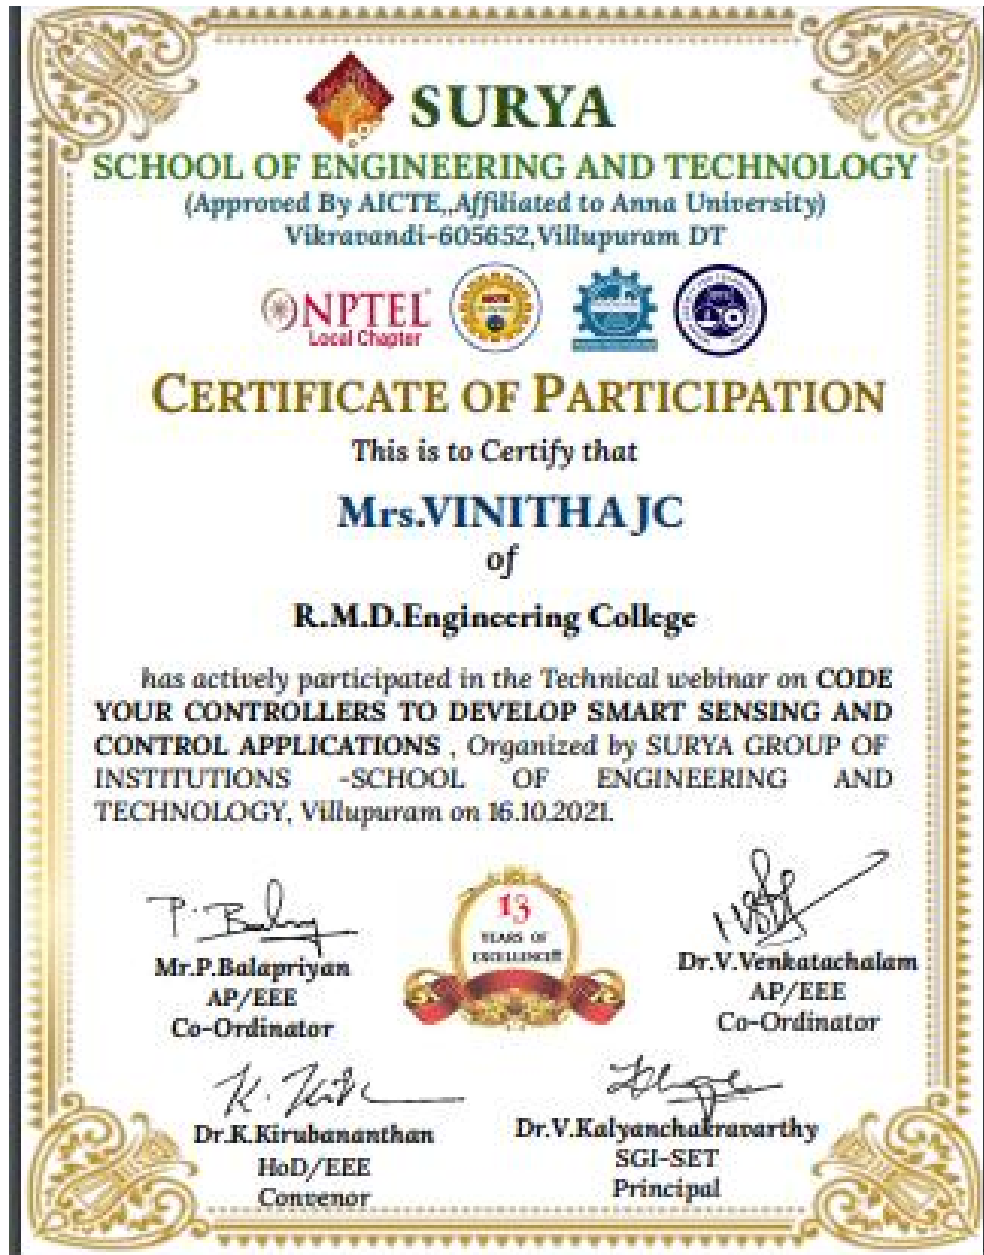 SURYA
SCHOOL OF ENGINEERING AND TECHNOLOGY
(Approved By AICTE,,Affiliated to Anna University)
Vikravandi-605652,Villupuram DT
NPTEL
Local Chapter
CERTIFICATE OF PARTICIPATION
This is to Certify that
Mrs.VINITHA JC
of
R.M.D.Engineering College
has actively participated in the Technical webinar on CODE
YOUR CONTROLLERS TO DEVELOP SMART SENSING AND
CONTROL APPLICATIONS , Organized by SURYA GROUP OF
INSTITUTIONS -SCHOOL OF ENGINEERING AND
TECHNOLOGY, Villupuram on 16.10.2021.
P.
13
YEARS OF
EXCELLENCE
Mr.P.Balapriyan
AP/EEE
Co-Ordinator
Dr.V.Venkatachalam
AP/EEE
Co-Ordinator
K.
Dr.K.Kirubananthan
HoD/EEE
Convenor
Dr.V.Kalyanchakravarthy
SGI-SET
Principal